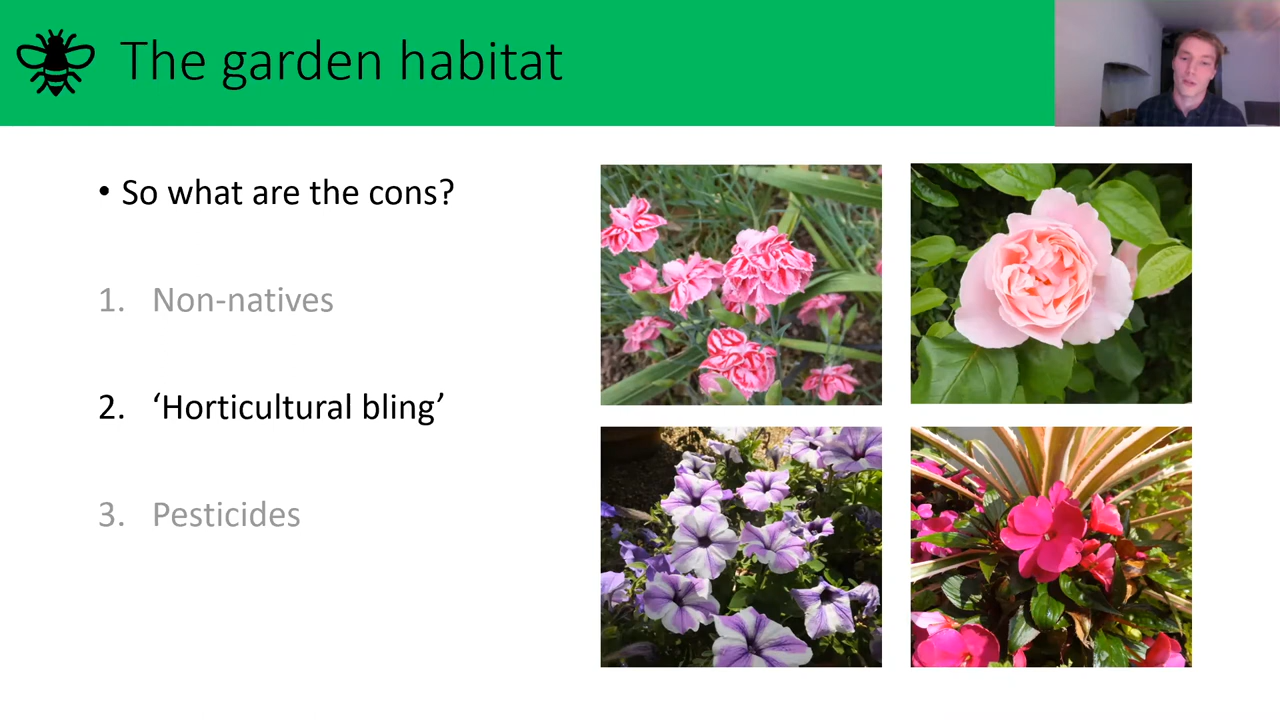 The garden habitat
• So what are the cons?
1. Non-natives
2. ‘Horticultural bling’
3. Pesticides